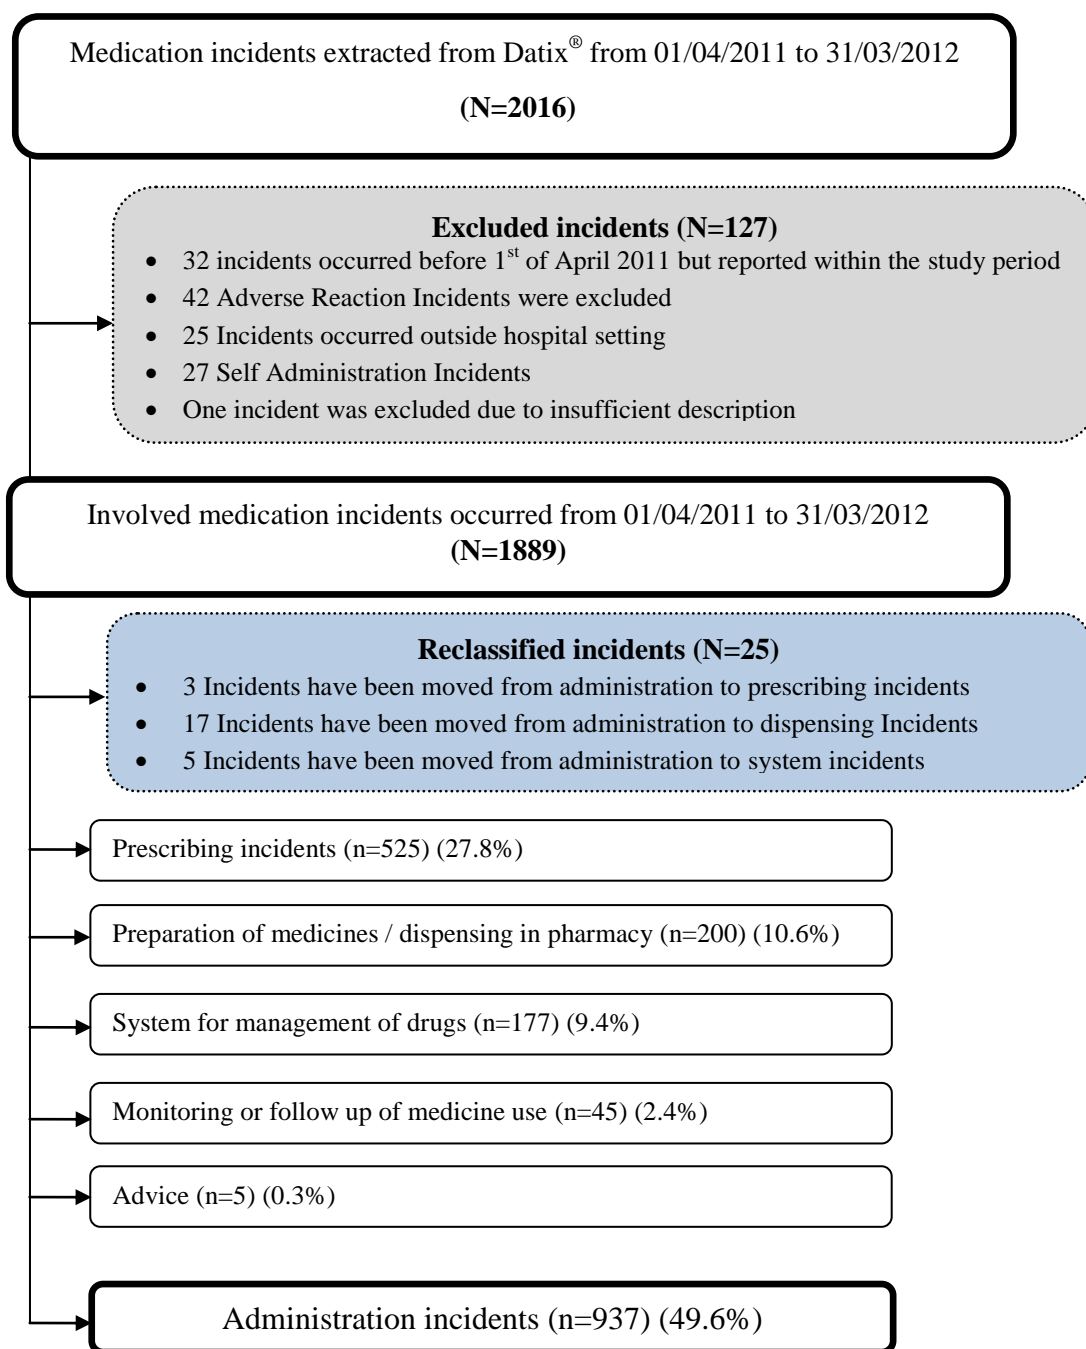 Medication incidents extracted from Datix® from 01/04/2011 to 31/03/2012
(N=2016)
Excluded incidents (N=127)
• 32 incidents occurred before 1st of April 2011 but reported within the study period
• 42 Adverse Reaction Incidents were excluded
• 25 Incidents occurred outside hospital setting
• 27 Self Administration Incidents
• One incident was excluded due to insufficient description
Involved medication incidents occurred from 01/04/2011 to 31/03/2012
(N=1889)
Reclassified incidents (N=25)
• 3 Incidents have been moved from administration to prescribing incidents
• 17 Incidents have been moved from administration to dispensing Incidents
• 5 Incidents have been moved from administration to system incidents
Prescribing incidents (n=525) (27.8%)
Preparation of medicines / dispensing in pharmacy (n=200) (10.6%)
System for management of drugs (n=177) (9.4%)
Monitoring or follow up of medicine use (n=45) (2.4%)
Advice (n=5) (0.3%)
Administration incidents (n=937) (49.6%)